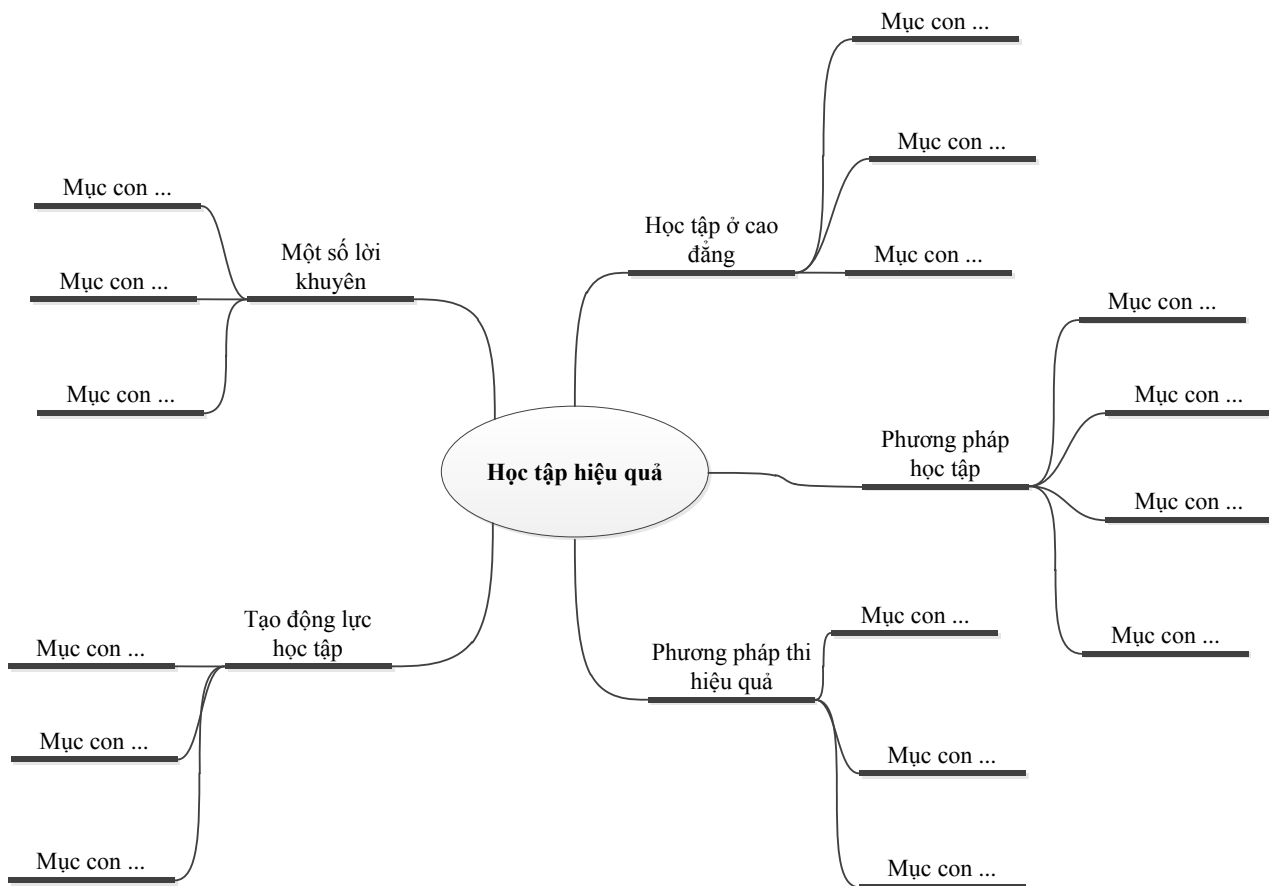 Mục con ...
Mục con ...
Mục con ...
Học tập ở cao
đẳng
Mục con ...
Mục con ...
Mục con ...
Một số lời
khuyên
Mục con ...
Mục con ...
Mục con ...
Mục con ...
Phương pháp
học tập
Học tập hiệu quả
Mục con ...
Mục con ...
Tạo động lực
học tập
Mục con ...
Mục con ...
Phương pháp thi
hiệu quả
Mục con ...
Mục con ...
Mục con ...
Mục con ...